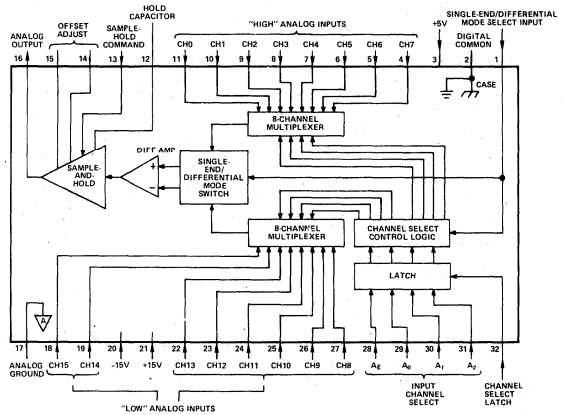 HOLD
CAPACITOR
SAMPLE-
HOLD
COMMAND
OFFSET
ADJUST
ANALOG
OUTPUT
"HIGH" ANALOG INPUTS
SINGLE-END/DIFFERENTIAL
MODE SELECT INPUT
+5V
DIGITAL
COMMON
CH0 CH1 CH2 CH3 CH4 CH5 CH6 CH7
16 15 14 13 12 11 10 9 8 7 6 5 4 3 2 1
CASE
8-CHANNEL
MULTIPLEXER
DIFF AMP
SAMPLE-
AND-
HOLD
+
−
SINGLE-
END/
DIFFERENTIAL
MODE
SWITCH
8-CHANNEL
MULTIPLEXER
CHANNEL SELECT
CONTROL LOGIC
LATCH
A
17 18 19 20 21 22 23 24 25 26 27 28 29 30 31 32
ANALOG
GROUND
CH15 CH14 -15V +15V CH13 CH12 CH11 CH10 CH9 CH8 AE A0 A1 A2
INPUT
CHANNEL
SELECT
CHANNEL
SELECT
LATCH
"LOW" ANALOG INPUTS